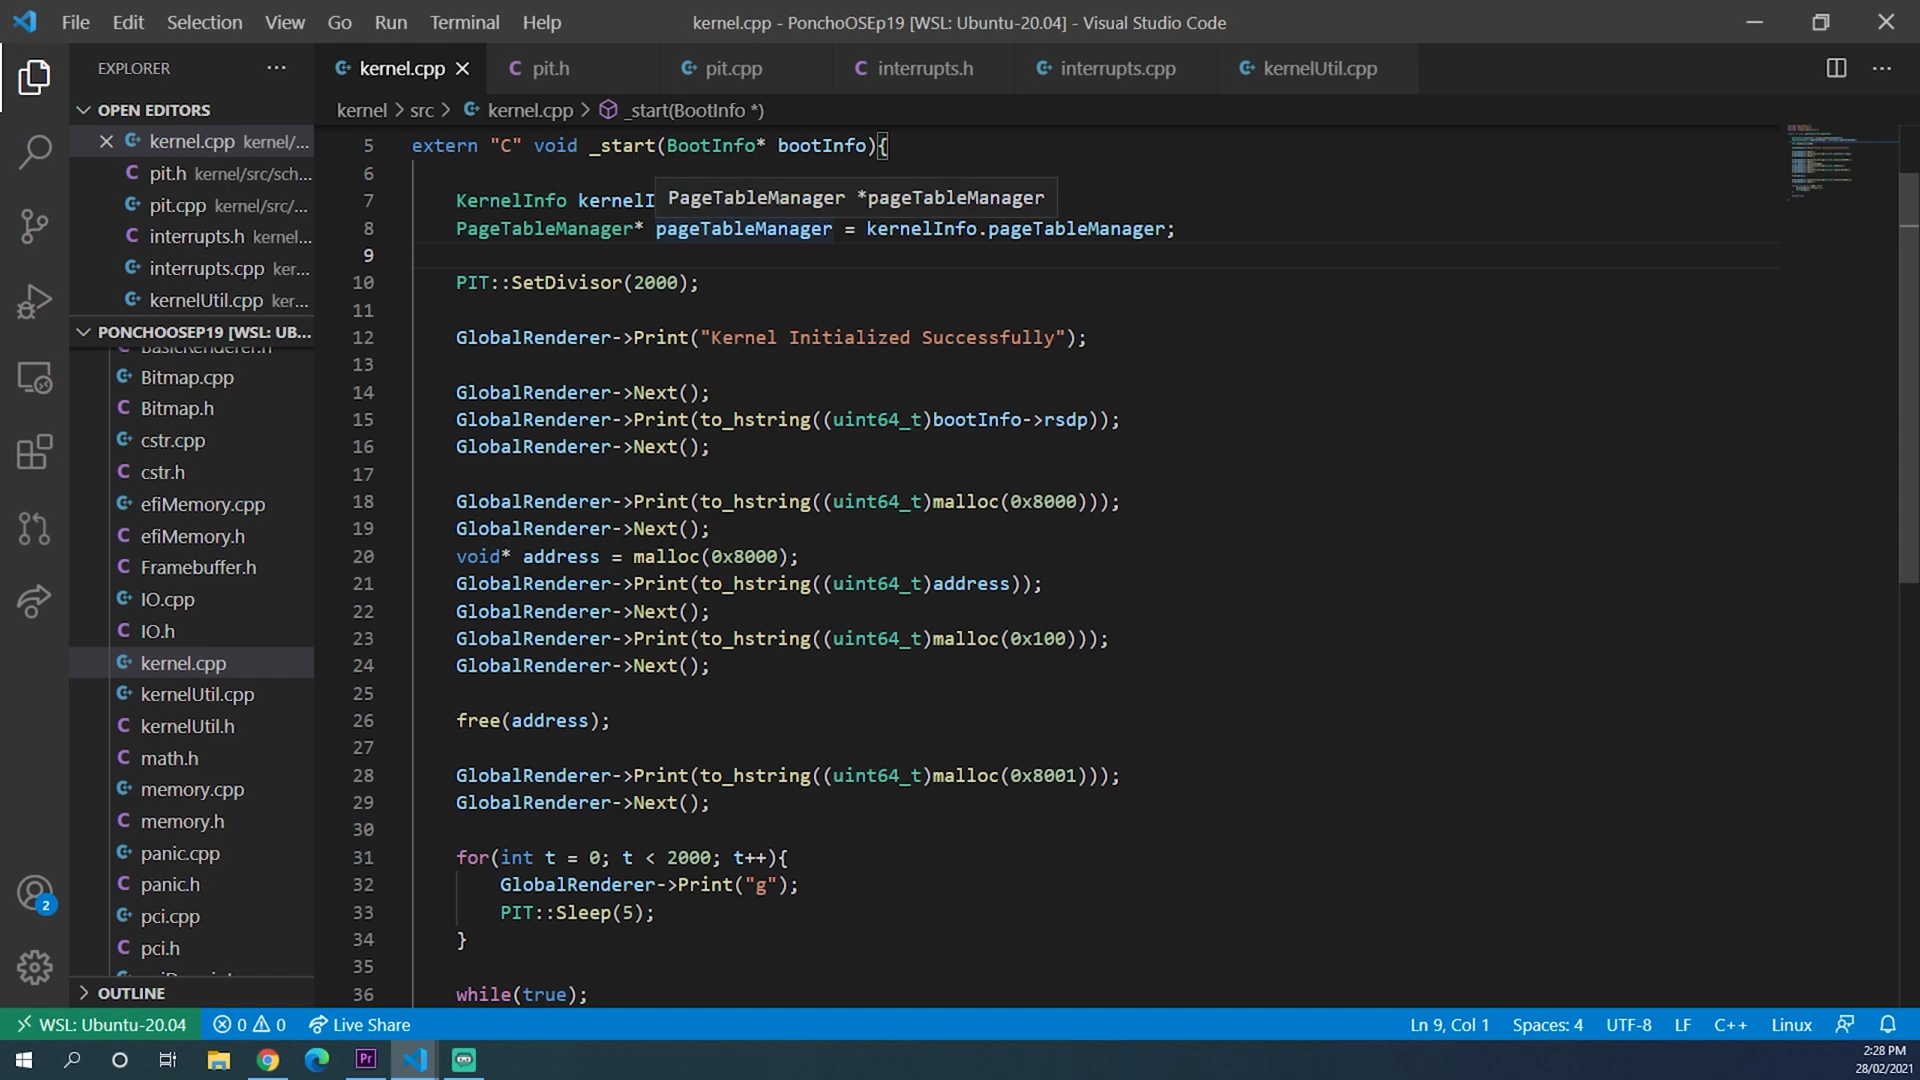 File Edit Selection View Go Run Terminal Help kernel.cpp - PonchoOSEp19 [WSL: Ubuntu-20.04] - Visual Studio Code
EXPLORER ···
kernel.cpp
pit.h
pit.cpp
interrupts.h
interrupts.cpp
kernelUtil.cpp
OPEN EDITORS
kernel > src > kernel.cpp > _start(BootInfo *)
kernel.cpp kernel/...
pit.h kernel/src/sch...
pit.cpp kernel/src/...
interrupts.h kernel...
interrupts.cpp ker...
kernelUtil.cpp ker...
PONCHOOSEP19 [WSL: UB...
BasicRenderer.h
Bitmap.cpp
Bitmap.h
cstr.cpp
cstr.h
efiMemory.cpp
efiMemory.h
Framebuffer.h
IO.cpp
IO.h
kernel.cpp
kernelUtil.cpp
kernelUtil.h
math.h
memory.cpp
memory.h
panic.cpp
panic.h
pci.cpp
pci.h
OUTLINE
5 extern "C" void _start(BootInfo* bootInfo){
6
7 KernelInfo kernelI
PageTableManager *pageTableManager
8 PageTableManager* pageTableManager = kernelInfo.pageTableManager;
9
10 PIT::SetDivisor(2000);
11
12 GlobalRenderer->Print("Kernel Initialized Successfully");
13
14 GlobalRenderer->Next();
15 GlobalRenderer->Print(to_hstring((uint64_t)bootInfo->rsdp));
16 GlobalRenderer->Next();
17
18 GlobalRenderer->Print(to_hstring((uint64_t)malloc(0x8000)));
19 GlobalRenderer->Next();
20 void* address = malloc(0x8000);
21 GlobalRenderer->Print(to_hstring((uint64_t)address));
22 GlobalRenderer->Next();
23 GlobalRenderer->Print(to_hstring((uint64_t)malloc(0x100)));
24 GlobalRenderer->Next();
25
26 free(address);
27
28 GlobalRenderer->Print(to_hstring((uint64_t)malloc(0x8001)));
29 GlobalRenderer->Next();
30
31 for(int t = 0; t < 2000; t++){
32 GlobalRenderer->Print("g");
33 PIT::Sleep(5);
34 }
35
36 while(true);
2
WSL: Ubuntu-20.04 0 0 Live Share Ln 9, Col 1 Spaces: 4 UTF-8 LF C++ Linux
Pr
2:28 PM
28/02/2021